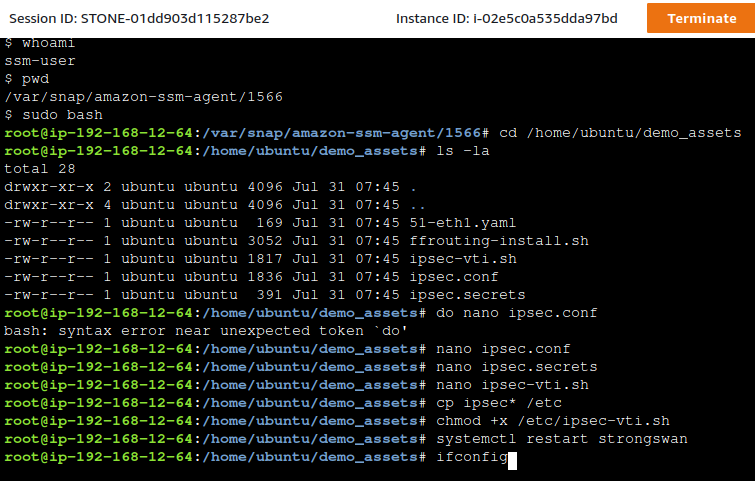 Session ID: STONE-01dd903d115287be2 Instance ID: i-02e5c0a535dda97bd Terminate
$ whoami
ssm-user
$ pwd
/var/snap/amazon-ssm-agent/1566
$ sudo bash
root@ip-192-168-12-64:/var/snap/amazon-ssm-agent/1566# cd /home/ubuntu/demo_assets
root@ip-192-168-12-64:/home/ubuntu/demo_assets# ls -la
total 28
drwxr-xr-x 2 ubuntu ubuntu 4096 Jul 31 07:45 .
drwxr-xr-x 4 ubuntu ubuntu 4096 Jul 31 07:45 ..
-rw-r--r-- 1 ubuntu ubuntu  169 Jul 31 07:45 51-eth1.yaml
-rw-r--r-- 1 ubuntu ubuntu 3052 Jul 31 07:45 ffrouting-install.sh
-rw-r--r-- 1 ubuntu ubuntu 1817 Jul 31 07:45 ipsec-vti.sh
-rw-r--r-- 1 ubuntu ubuntu 1836 Jul 31 07:45 ipsec.conf
-rw-r--r-- 1 ubuntu ubuntu  391 Jul 31 07:45 ipsec.secrets
root@ip-192-168-12-64:/home/ubuntu/demo_assets# do nano ipsec.conf
bash: syntax error near unexpected token `do'
root@ip-192-168-12-64:/home/ubuntu/demo_assets# nano ipsec.conf
root@ip-192-168-12-64:/home/ubuntu/demo_assets# nano ipsec.secrets
root@ip-192-168-12-64:/home/ubuntu/demo_assets# nano ipsec-vti.sh
root@ip-192-168-12-64:/home/ubuntu/demo_assets# cp ipsec* /etc
root@ip-192-168-12-64:/home/ubuntu/demo_assets# chmod +x /etc/ipsec-vti.sh
root@ip-192-168-12-64:/home/ubuntu/demo_assets# systemctl restart strongswan
root@ip-192-168-12-64:/home/ubuntu/demo_assets# ifconfig